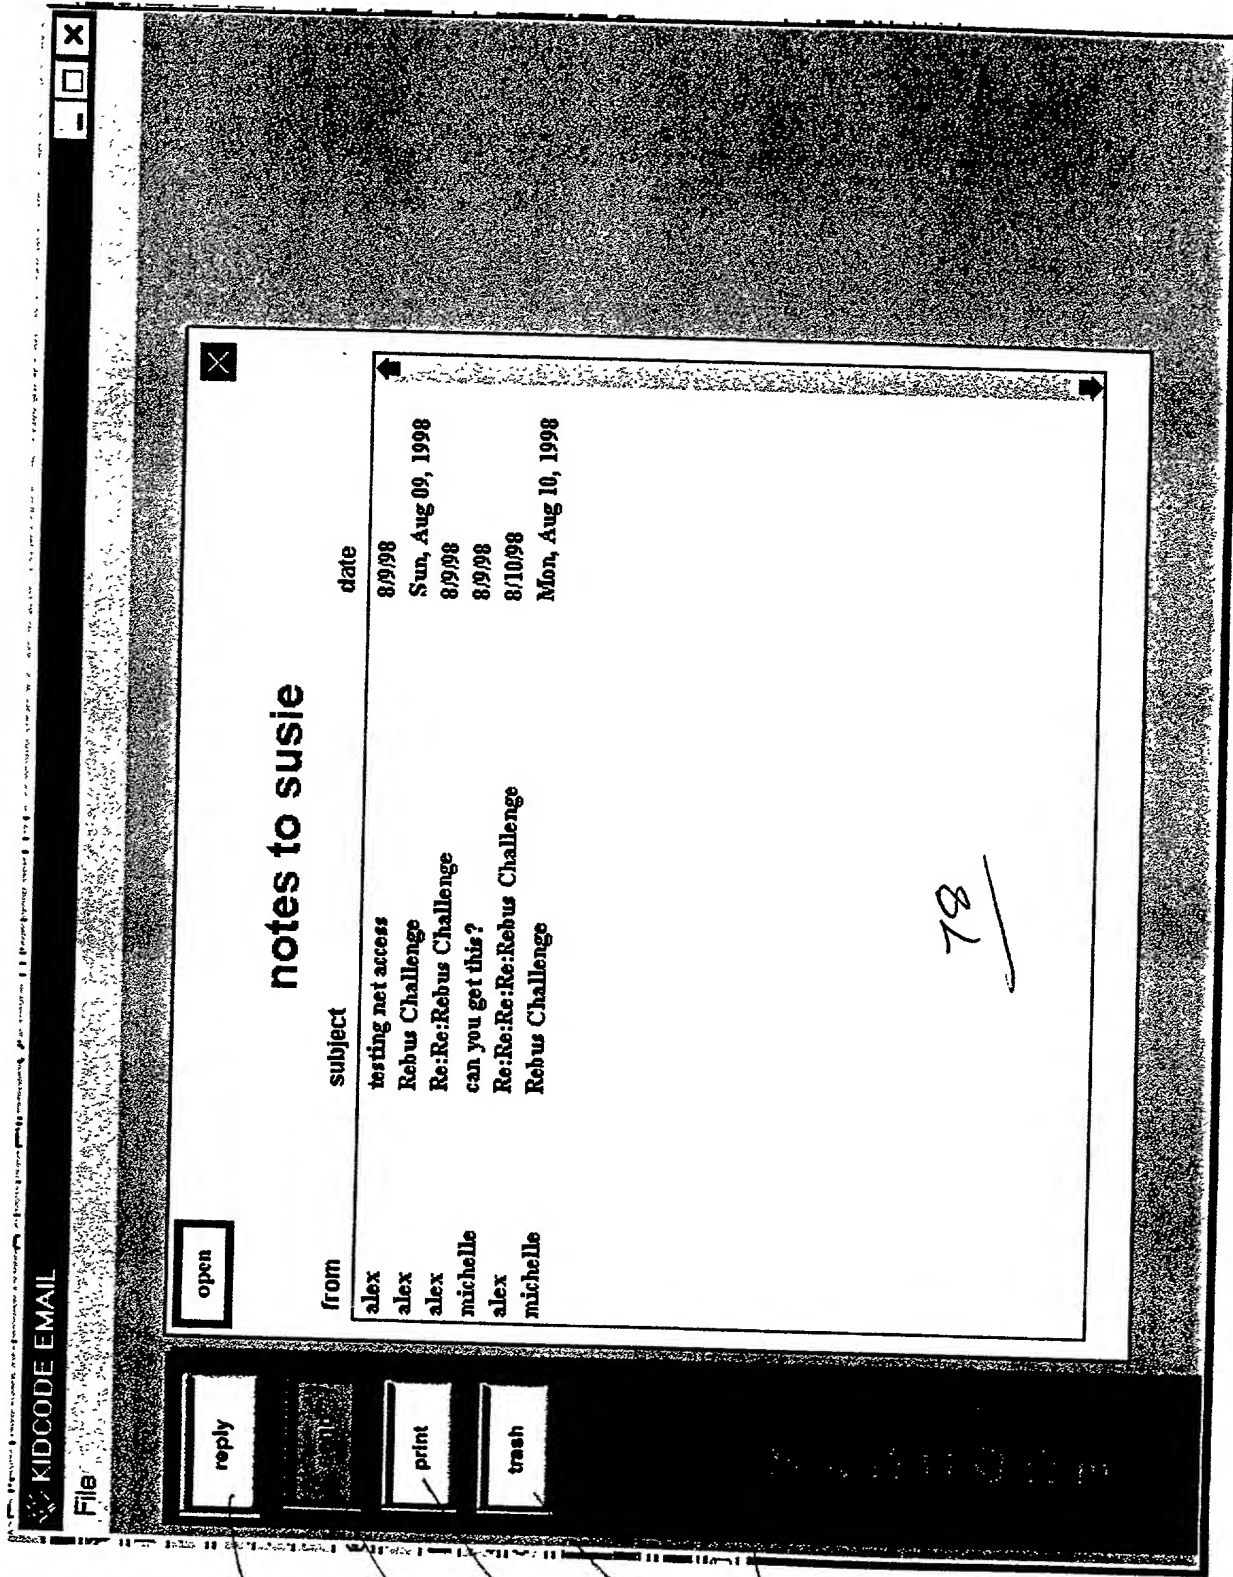 KIDCODE EMAIL
File
reply
print
trash
open
notes to susie
from subject date
alex testing net access 8/9/98
alex Rebus Challenge Sun, Aug 09, 1998
alex Re:Re:Rebus Challenge 8/9/98
michelle can you get this? 8/9/98
alex Re:Re:Re:Re:Rebus Challenge 8/10/98
michelle Rebus Challenge Mon, Aug 10, 1998
78